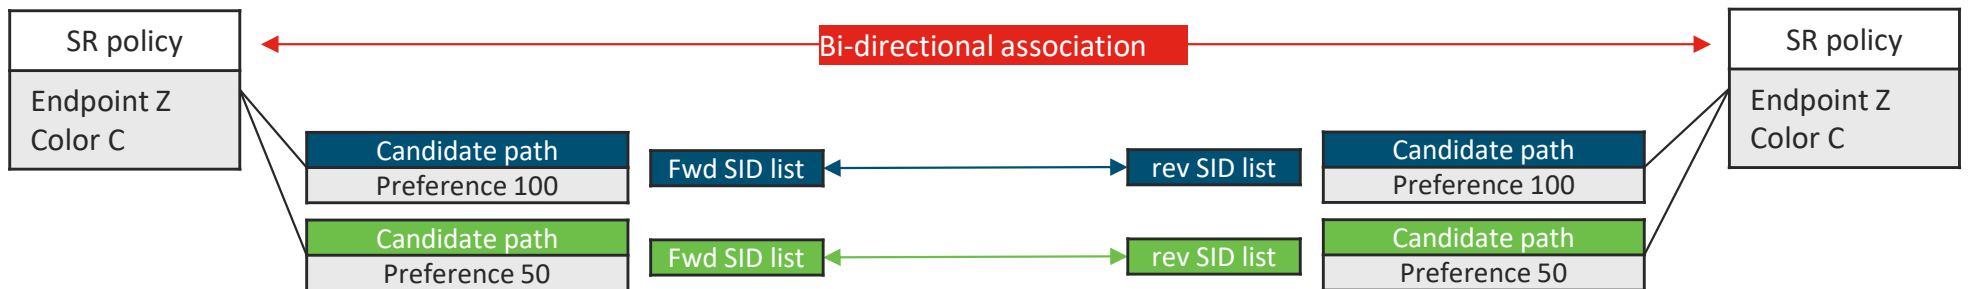 SR policy
Endpoint Z
Color C
Bi-directional association
SR policy
Endpoint Z
Color C
Candidate path
Preference 100
Fwd SID list
rev SID list
Candidate path
Preference 100
Candidate path
Preference 50
Fwd SID list
rev SID list
Candidate path
Preference 50